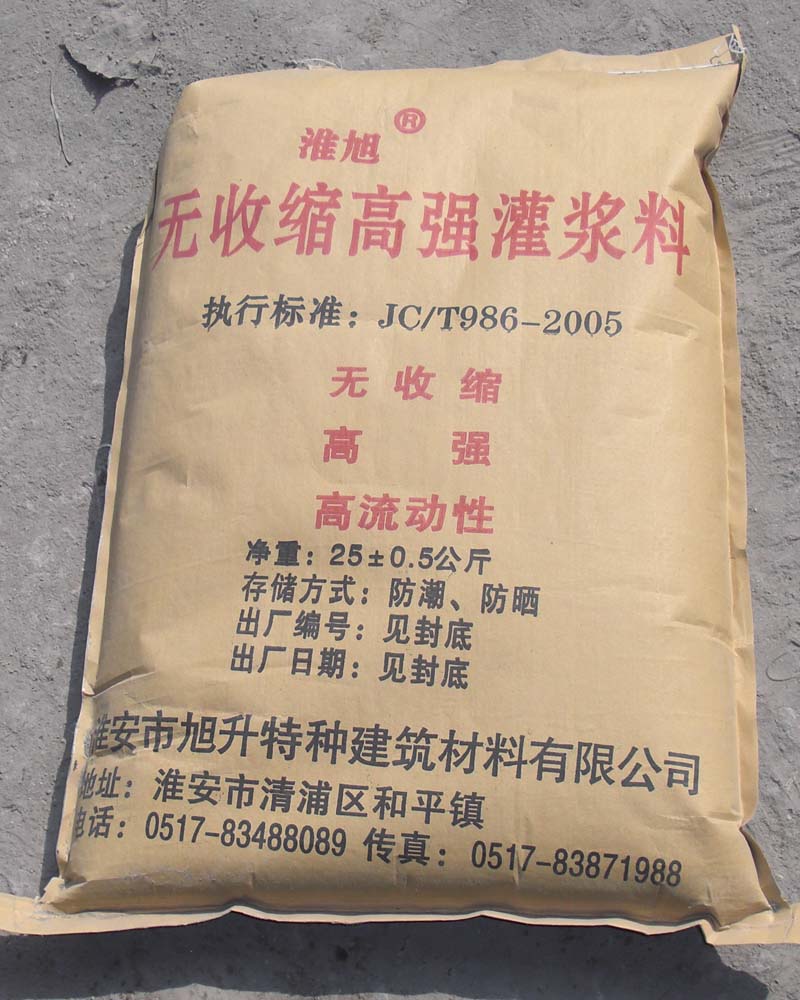 淮旭®
无收缩高强灌浆料
执行标准：JC/T986-2005
无收缩
高强
高流动性
净重：25±0.5公斤
存储方式：防潮、防晒
出厂编号：见封底
出厂日期：见封底
淮安市旭升特种建筑材料有限公司
地址：淮安市清浦区和平镇
电话：0517-83488089 传真：0517-83871988